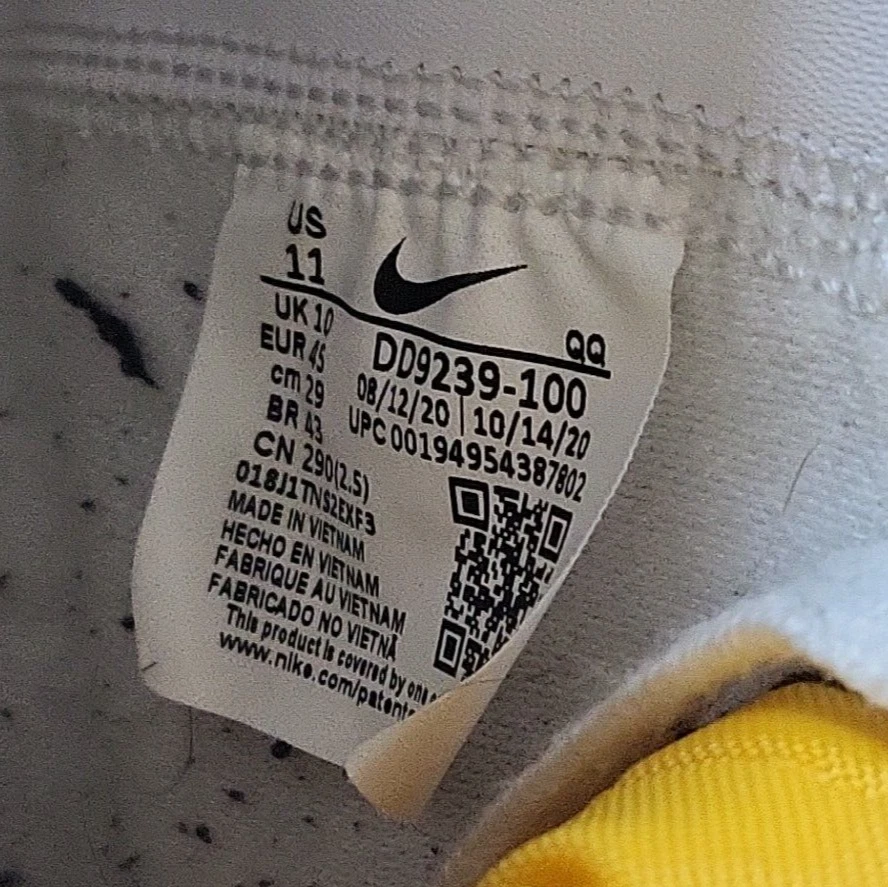 US
11
UK 10
EUR 45
cm 29
BR 43
CN 290(2.5)
QQ
DD9239-100
08/12/20 | 10/14/20
UPC 00194954387802
018J1TNS2EXF3
MADE IN VIETNAM
HECHO EN VIETNAM
FABRIQUE AU VIETNAM
FABRICADO NO VIETNÃ
This product is covered by one
www.nike.com/patents